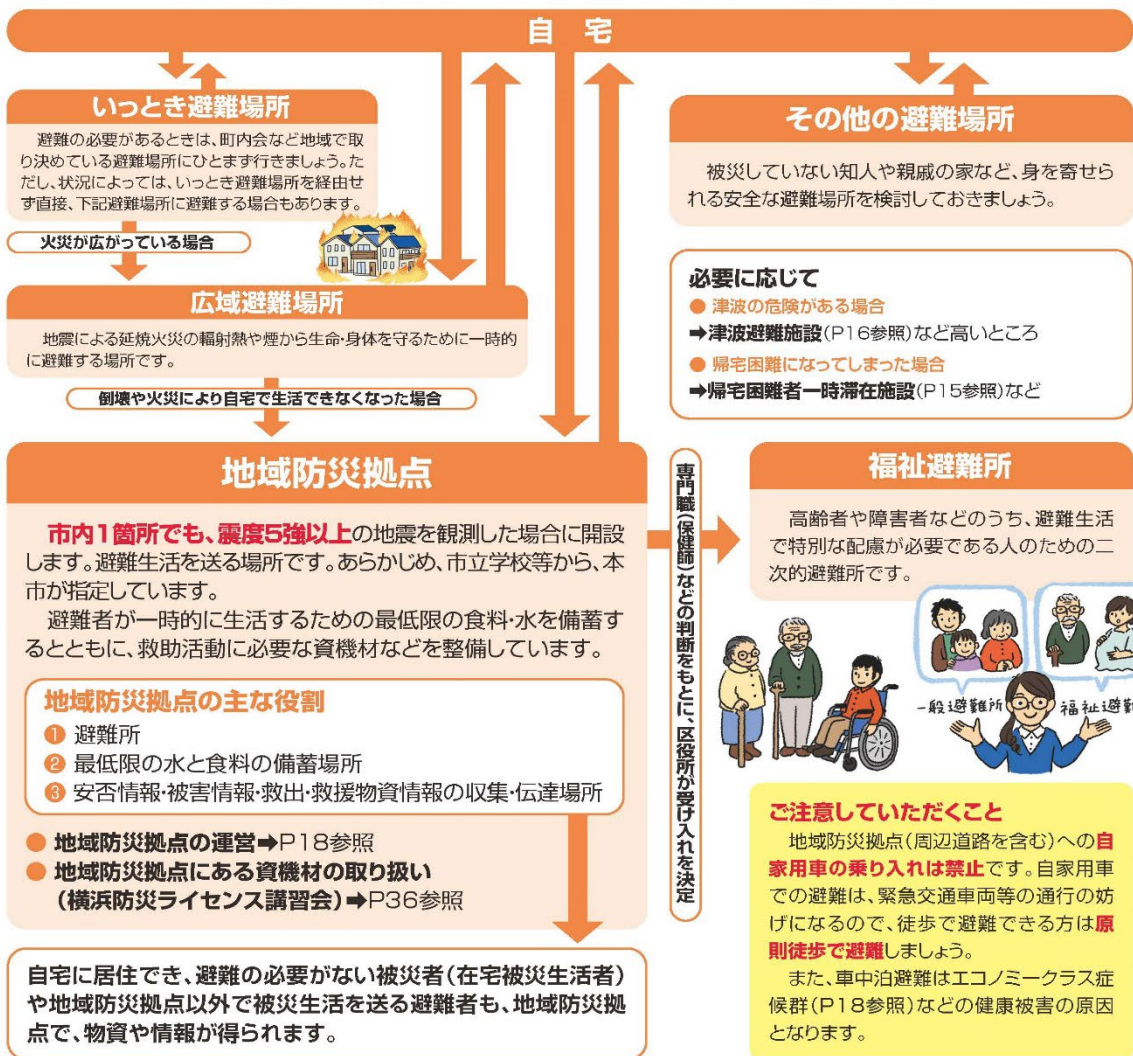 自 宅
いっとき避難場所
避難の必要があるときは、町内会など地域で取
り決めている避難場所にひとまず行きましょう。た
だし、状況によっては、いっとき避難場所を経由せ
ず直接、下記避難場所に避難する場合もあります。
火災が広がっている場合
広域避難場所
地震による延焼火災の輻射熱や煙から生命・身体を守るために一時的
に避難する場所です。
倒壊や火災により自宅で生活できなくなった場合
その他の避難場所
被災していない知人や親戚の家など、身を寄せら
れる安全な避難場所を検討しておきましょう。
必要に応じて
● 津波の危険がある場合
➡津波避難施設(P16参照)など高いところ
● 帰宅困難になってしまった場合
➡帰宅困難者一時滞在施設(P15参照)など
地域防災拠点
市内1箇所でも、震度5強以上の地震を観測した場合に開設
します。避難生活を送る場所です。あらかじめ、市立学校等から、本
市が指定しています。
避難者が一時的に生活するための最低限の食料・水を備蓄す
るとともに、救助活動に必要な資機材などを整備しています。
地域防災拠点の主な役割
❶ 避難所
❷ 最低限の水と食料の備蓄場所
❸ 安否情報・被害情報・救出・救援物資情報の収集・伝達場所
● 地域防災拠点の運営➡P18参照
● 地域防災拠点にある資機材の取り扱い
(横浜防災ライセンス講習会)➡P36参照
自宅に居住でき、避難の必要がない被災者(在宅被災生活者)
や地域防災拠点以外で被災生活を送る避難者も、地域防災拠
点で、物資や情報が得られます。
専門職(保健師)などの判断をもとに、区役所が受け入れを決定
福祉避難所
高齢者や障害者などのうち、避難生活
で特別な配慮が必要である人のための二
次的避難所です。
一般避難所
福祉避難
ご注意していただくこと
地域防災拠点(周辺道路を含む)への自
家用車の乗り入れは禁止です。自家用車
での避難は、緊急交通車両等の通行の妨
げになるので、徒歩で避難できる方は原
則徒歩で避難しましょう。
また、車中泊避難はエコノミークラス症
候群(P18参照)などの健康被害の原因
となります。